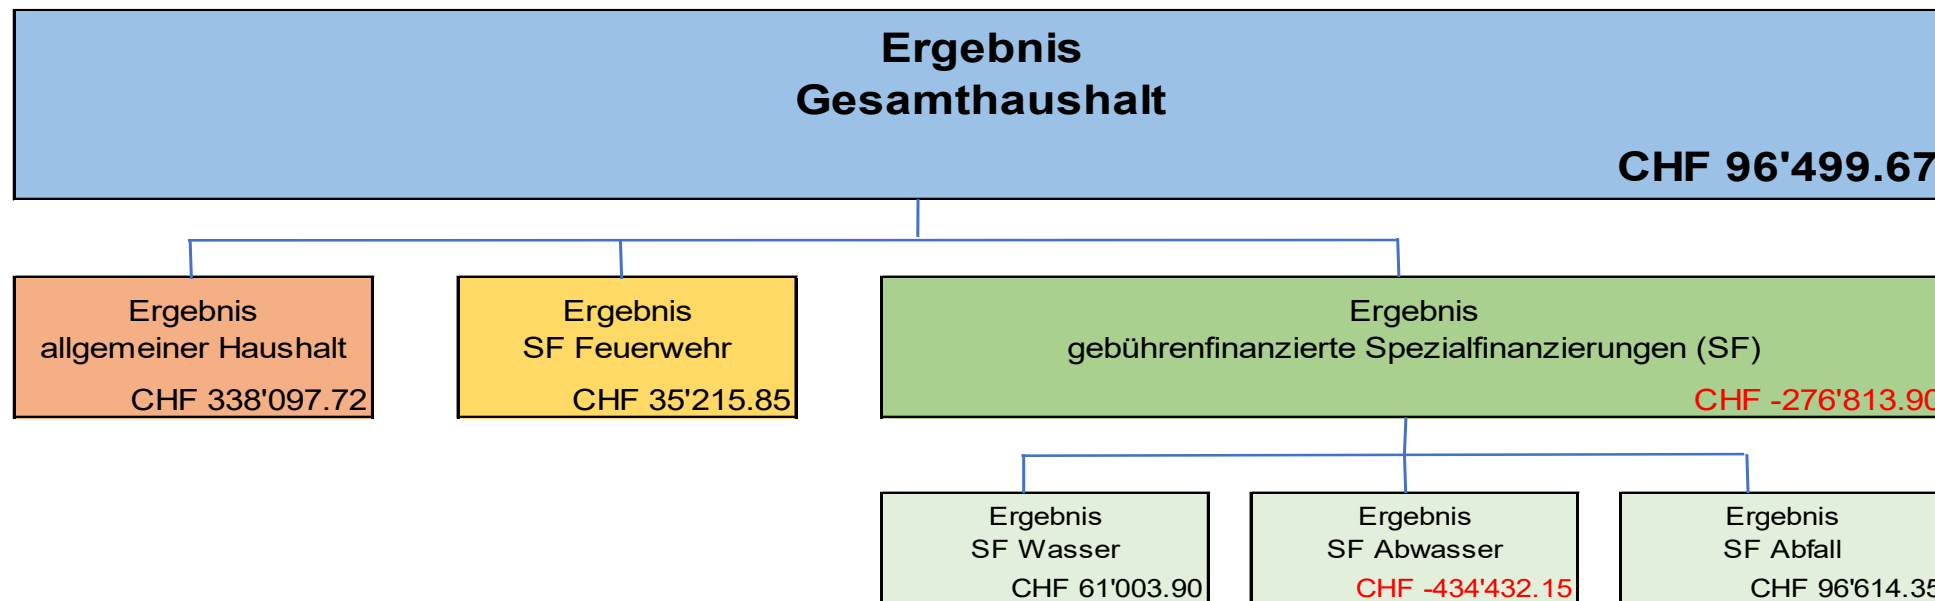 Ergebnis
Gesamthaushalt
CHF 96'499.67
Ergebnis
allgemeiner Haushalt
CHF 338'097.72
Ergebnis
SF Feuerwehr
CHF 35'215.85
Ergebnis
gebührenfinanzierte Spezialfinanzierungen (SF)
CHF -276'813.90
Ergebnis
SF Wasser
CHF 61'003.90
Ergebnis
SF Abwasser
CHF -434'432.15
Ergebnis
SF Abfall
CHF 96'614.35